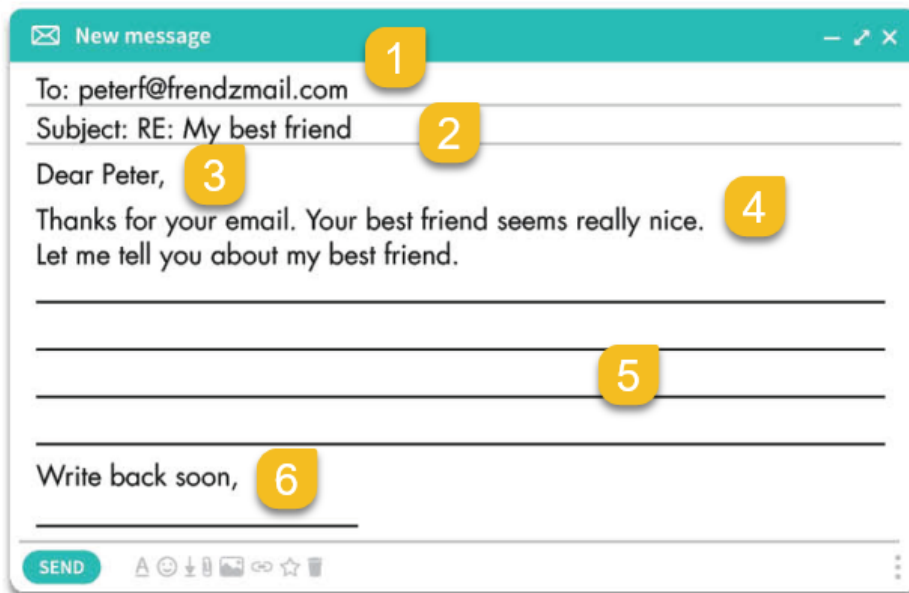 New message
1
To: peterf@frendzmail.com
Subject: RE: My best friend
2
Dear Peter,
3
Thanks for your email. Your best friend seems really nice.
4
Let me tell you about my best friend.
5
Write back soon,
6
SEND
A